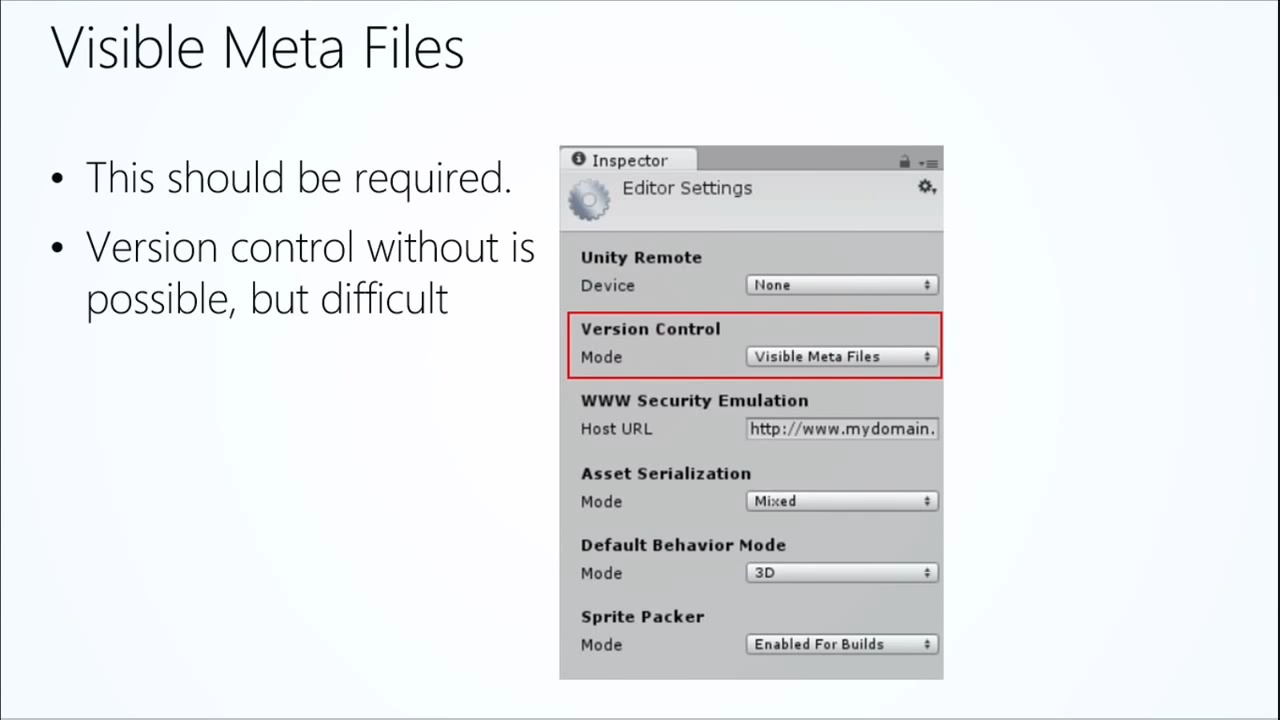 Visible Meta Files
• This should be required.
• Version control without is
possible, but difficult
Inspector
Editor Settings
Unity Remote
Device None
Version Control
Mode Visible Meta Files
WWW Security Emulation
Host URL http://www.mydomain.
Asset Serialization
Mode Mixed
Default Behavior Mode
Mode 3D
Sprite Packer
Mode Enabled For Builds